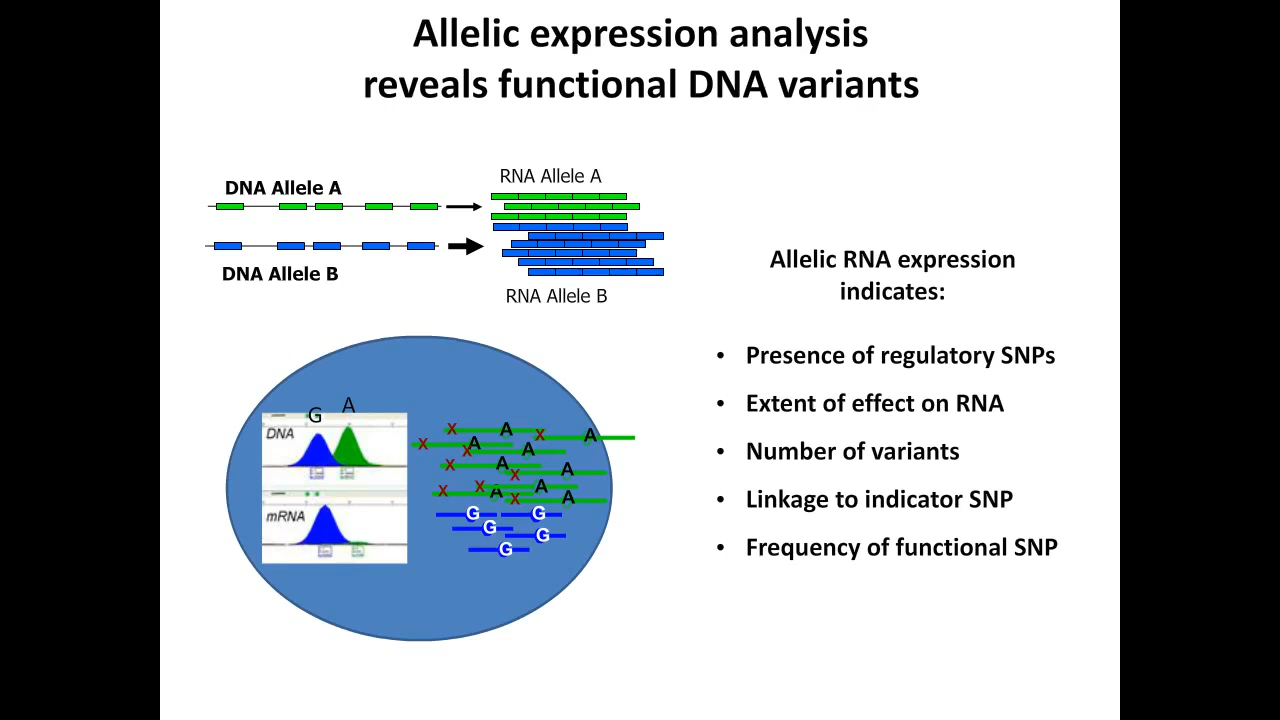 Allelic expression analysis
reveals functional DNA variants
DNA Allele A
RNA Allele A
DNA Allele B
RNA Allele B
Allelic RNA expression
indicates:
• Presence of regulatory SNPs
• Extent of effect on RNA
• Number of variants
• Linkage to indicator SNP
• Frequency of functional SNP
G A
DNA
mRNA
X A X A
X A
X A
X A
X A
X A
X A
X A
G G
G
G
G